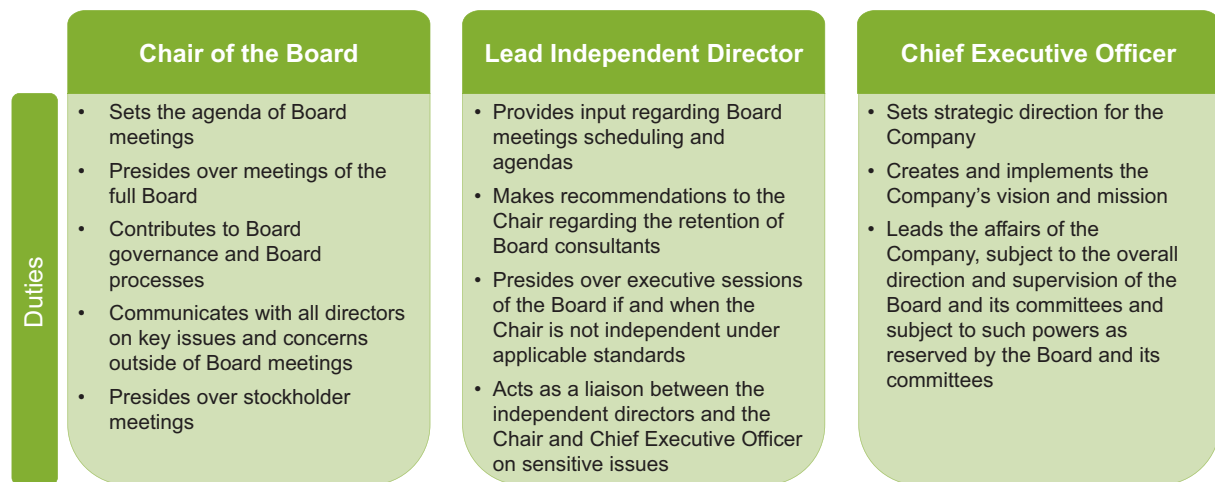 Chair of the Board
Lead Independent Director
Chief Executive Officer
Duties
• Sets the agenda of Board
meetings
• Presides over meetings of the
full Board
• Contributes to Board
governance and Board
processes
• Communicates with all directors
on key issues and concerns
outside of Board meetings
• Presides over stockholder
meetings
• Provides input regarding Board
meetings scheduling and
agendas
• Makes recommendations to the
Chair regarding the retention of
Board consultants
• Presides over executive sessions
of the Board if and when the
Chair is not independent under
applicable standards
• Acts as a liaison between the
independent directors and the
Chair and Chief Executive Officer
on sensitive issues
• Sets strategic direction for the
Company
• Creates and implements the
Company’s vision and mission
• Leads the affairs of the
Company, subject to the overall
direction and supervision of the
Board and its committees and
subject to such powers as
reserved by the Board and its
committees